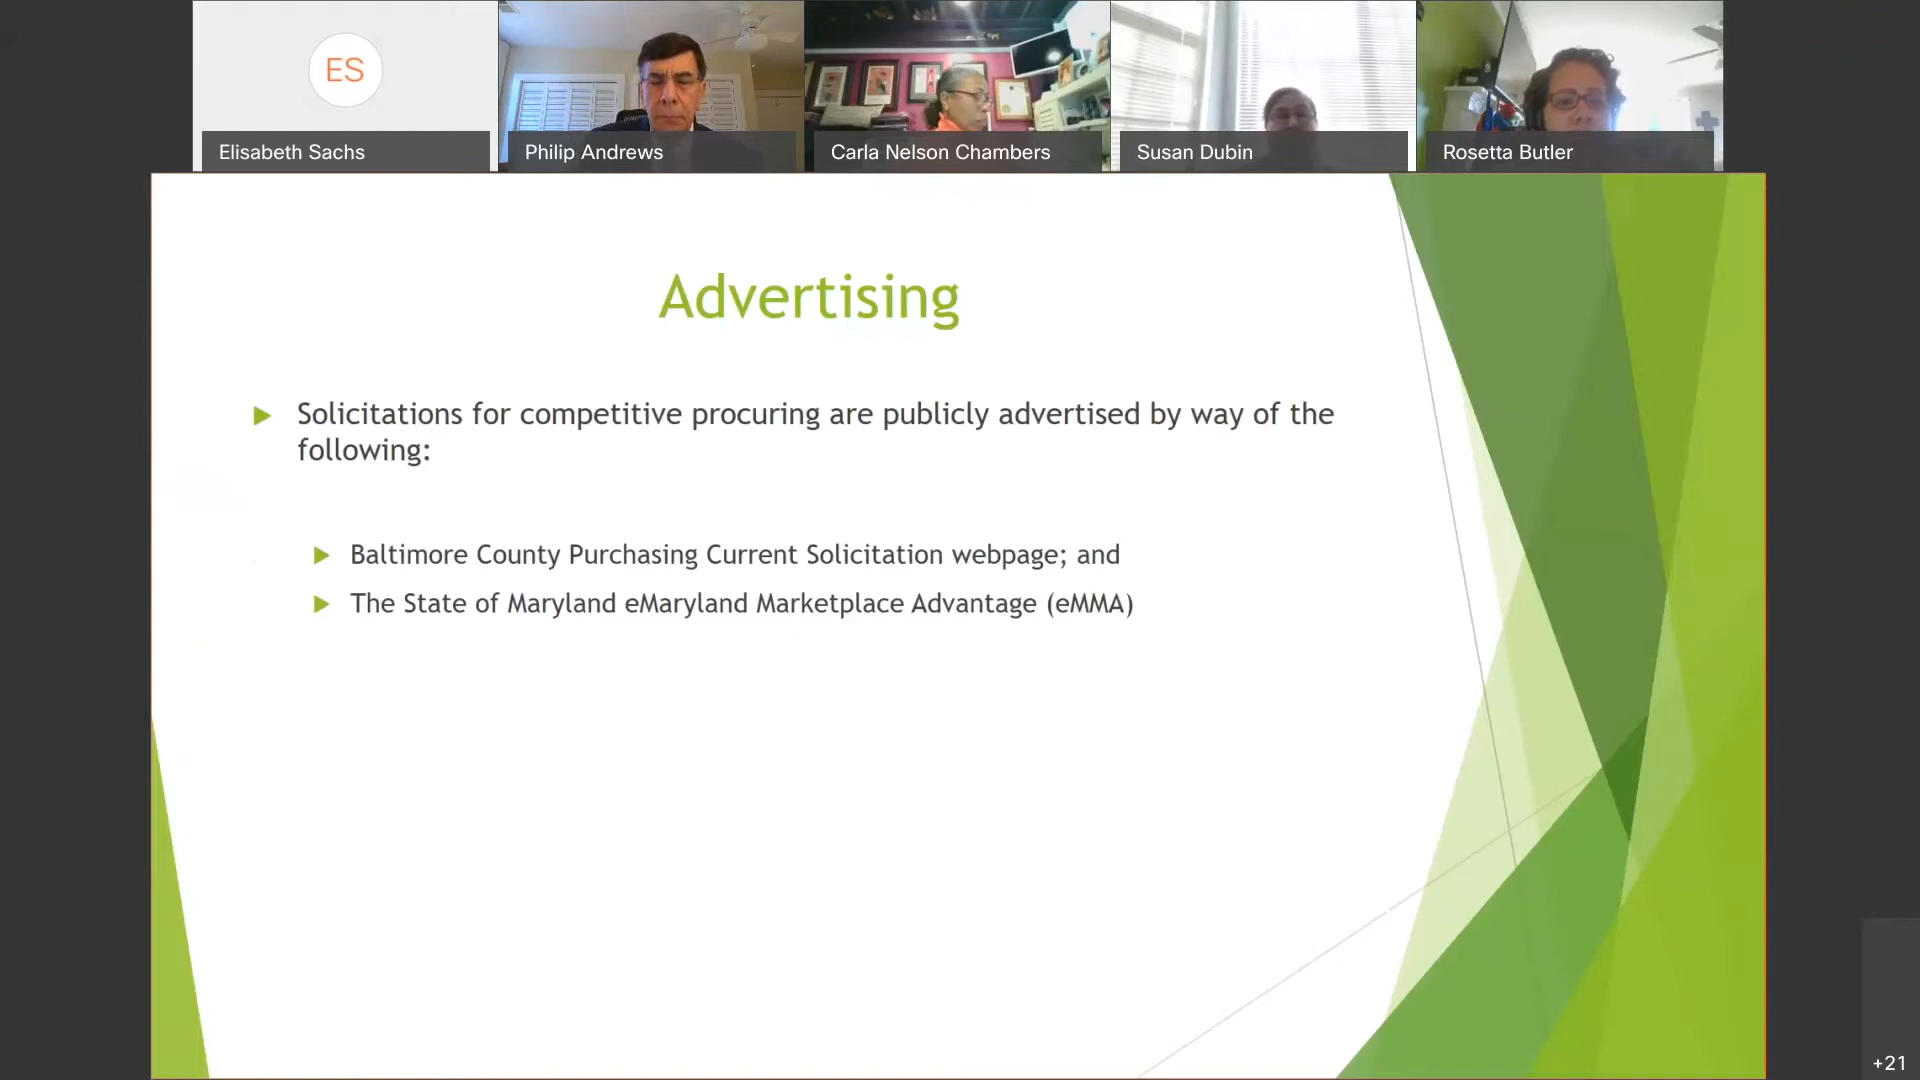 ES
Elisabeth Sachs
Philip Andrews
Carla Nelson Chambers
Susan Dubin
Rosetta Butler
Advertising
Solicitations for competitive procuring are publicly advertised by way of the
following:
Baltimore County Purchasing Current Solicitation webpage; and
The State of Maryland eMaryland Marketplace Advantage (eMMA)
+21